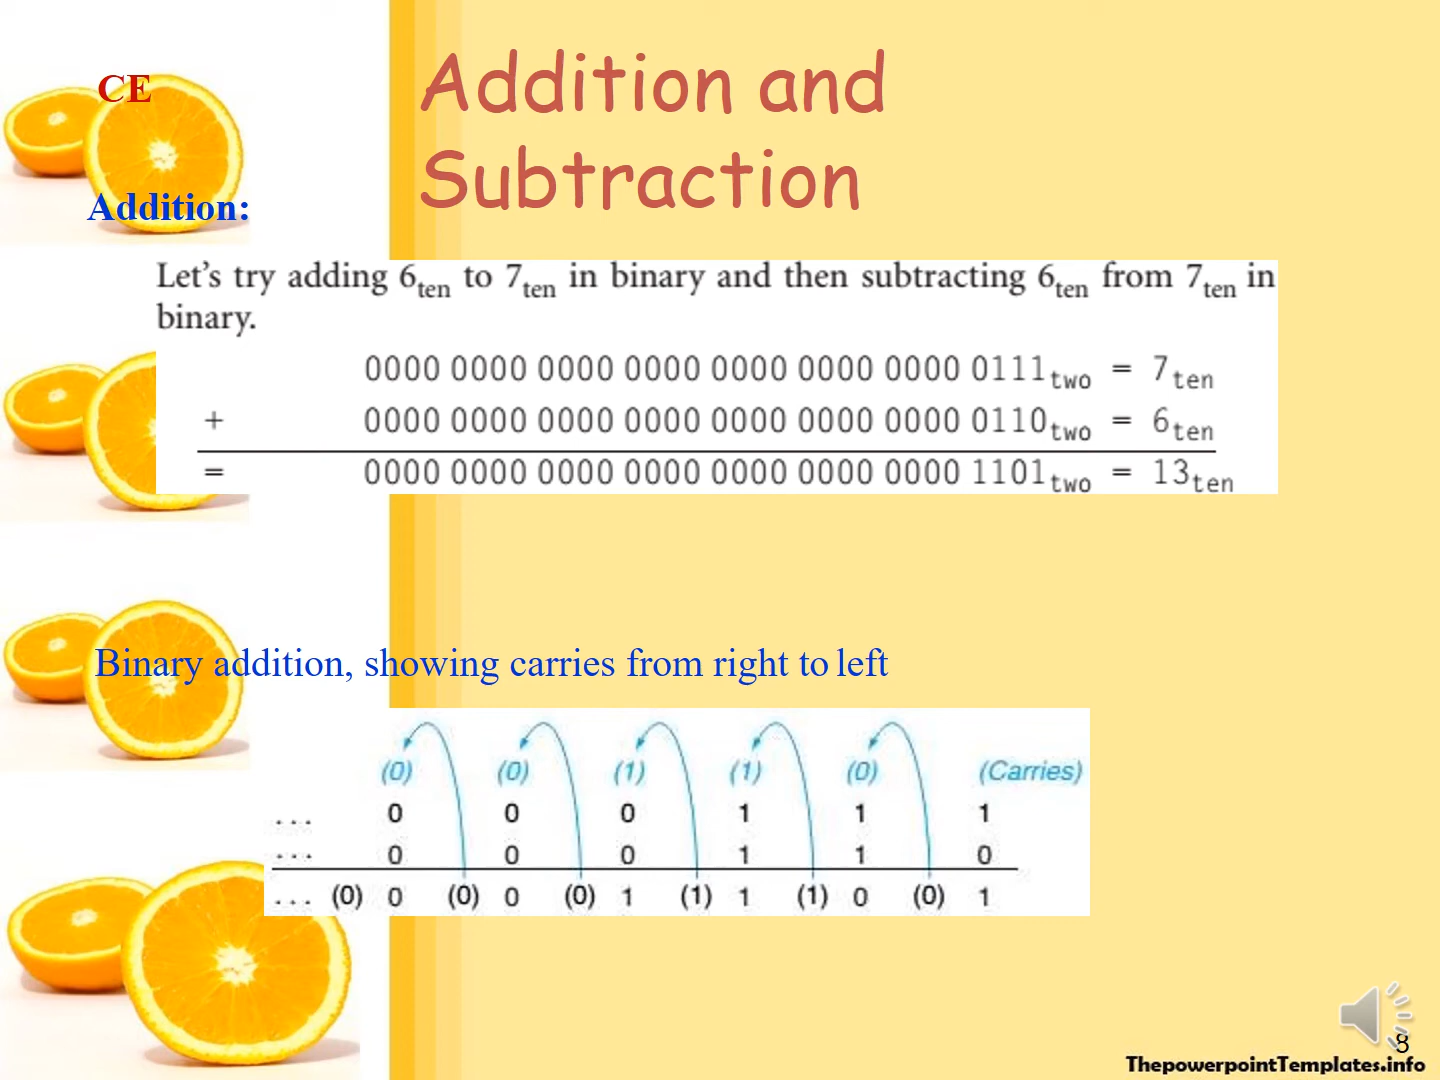 CE
Addition and
Subtraction
Addition:
Let's try adding 6ten to 7ten in binary and then subtracting 6ten from 7ten in
binary.
0000 0000 0000 0000 0000 0000 0000 0111two = 7ten
+ 0000 0000 0000 0000 0000 0000 0000 0110two = 6ten
= 0000 0000 0000 0000 0000 0000 0000 1101two = 13ten
Binary addition, showing carries from right to left
(0) (0) (1) (1) (0) (Carries)
... 0 0 0 1 1 1
... 0 0 0 1 1 0
... (0) 0 (0) 0 (0) 1 (1) 1 (1) 0 (0) 1
8
ThepowerpointTemplates.info